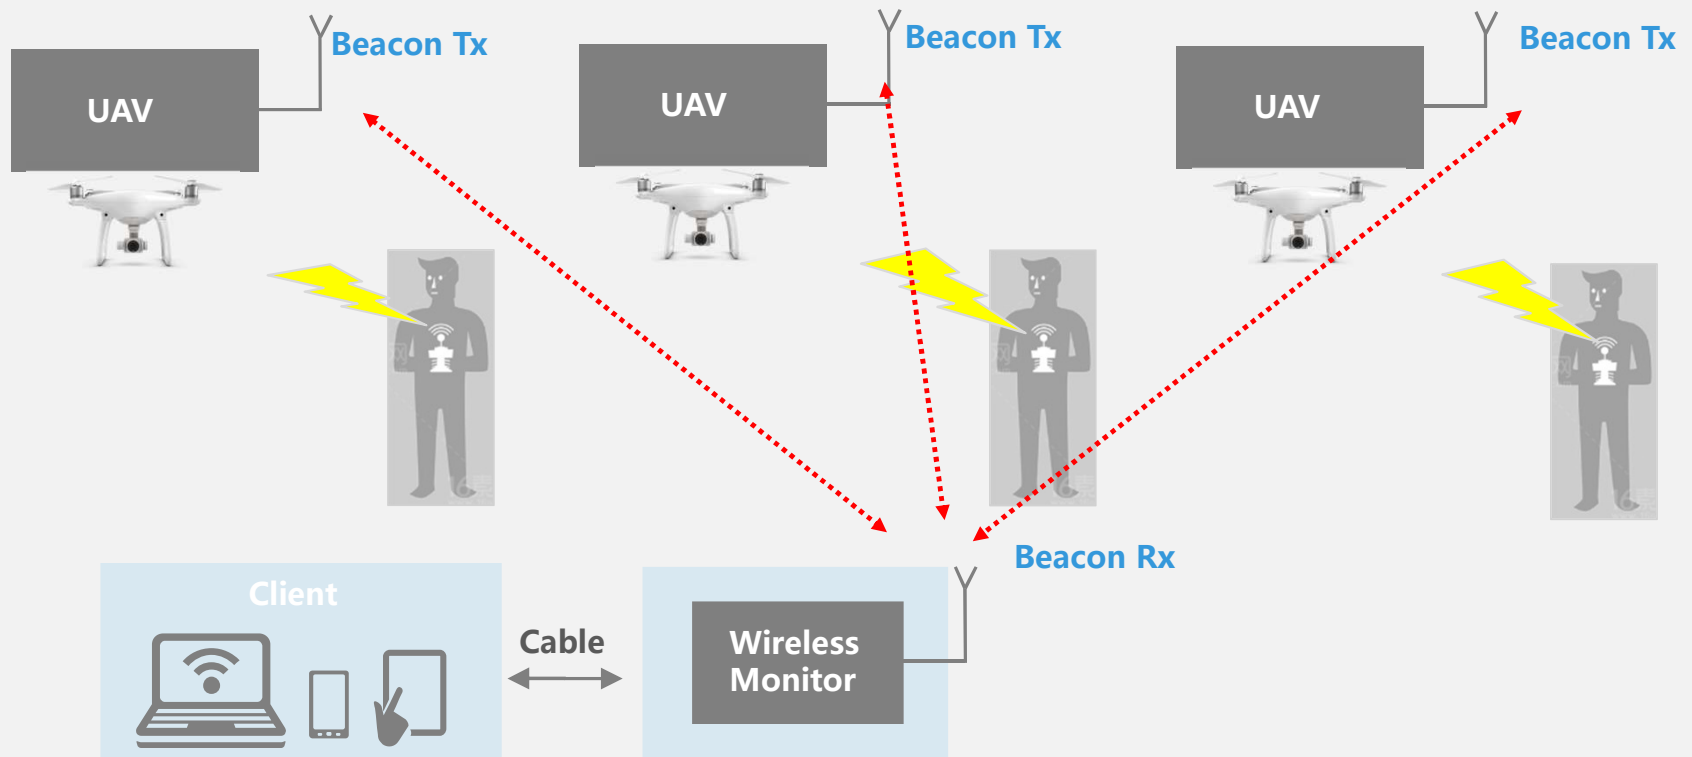 Beacon Tx
Beacon Tx
Beacon Tx
UAV
UAV
UAV
Beacon Rx
Client
Cable
Wireless
Monitor